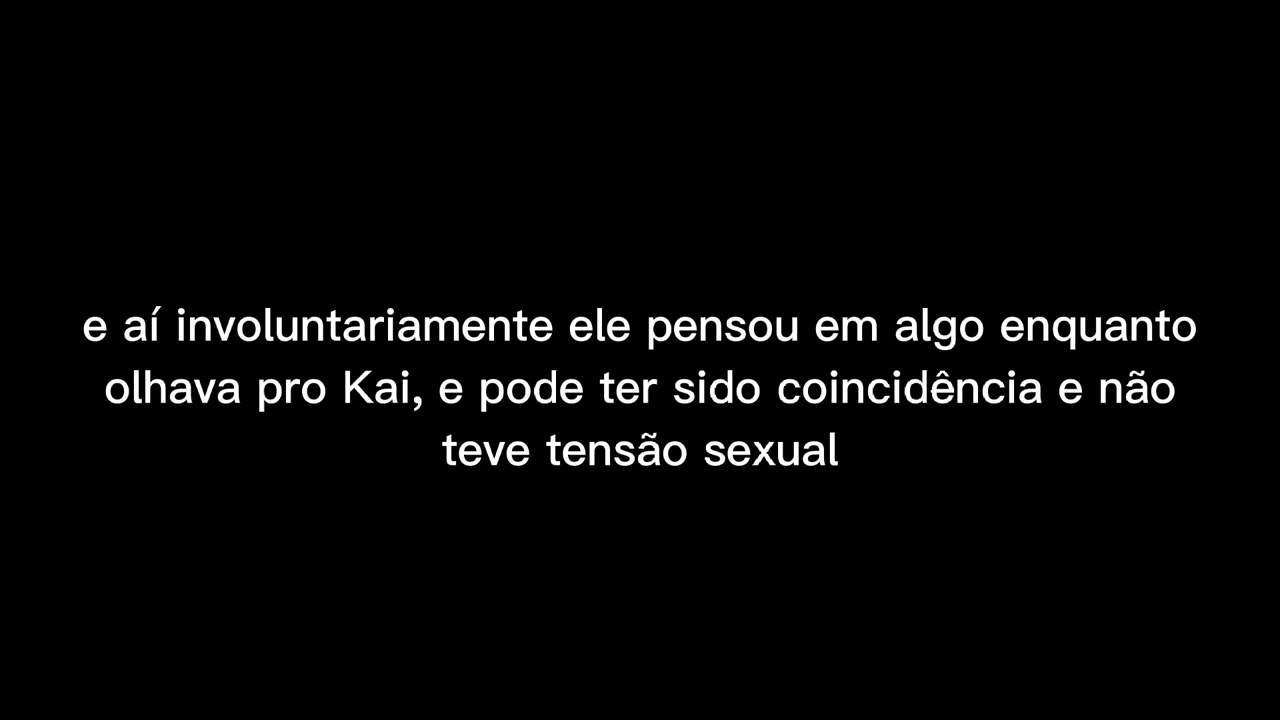 e aí involuntariamente ele pensou em algo enquanto
olhava pro Kai, e pode ter sido coincidência e não
teve tensão sexual